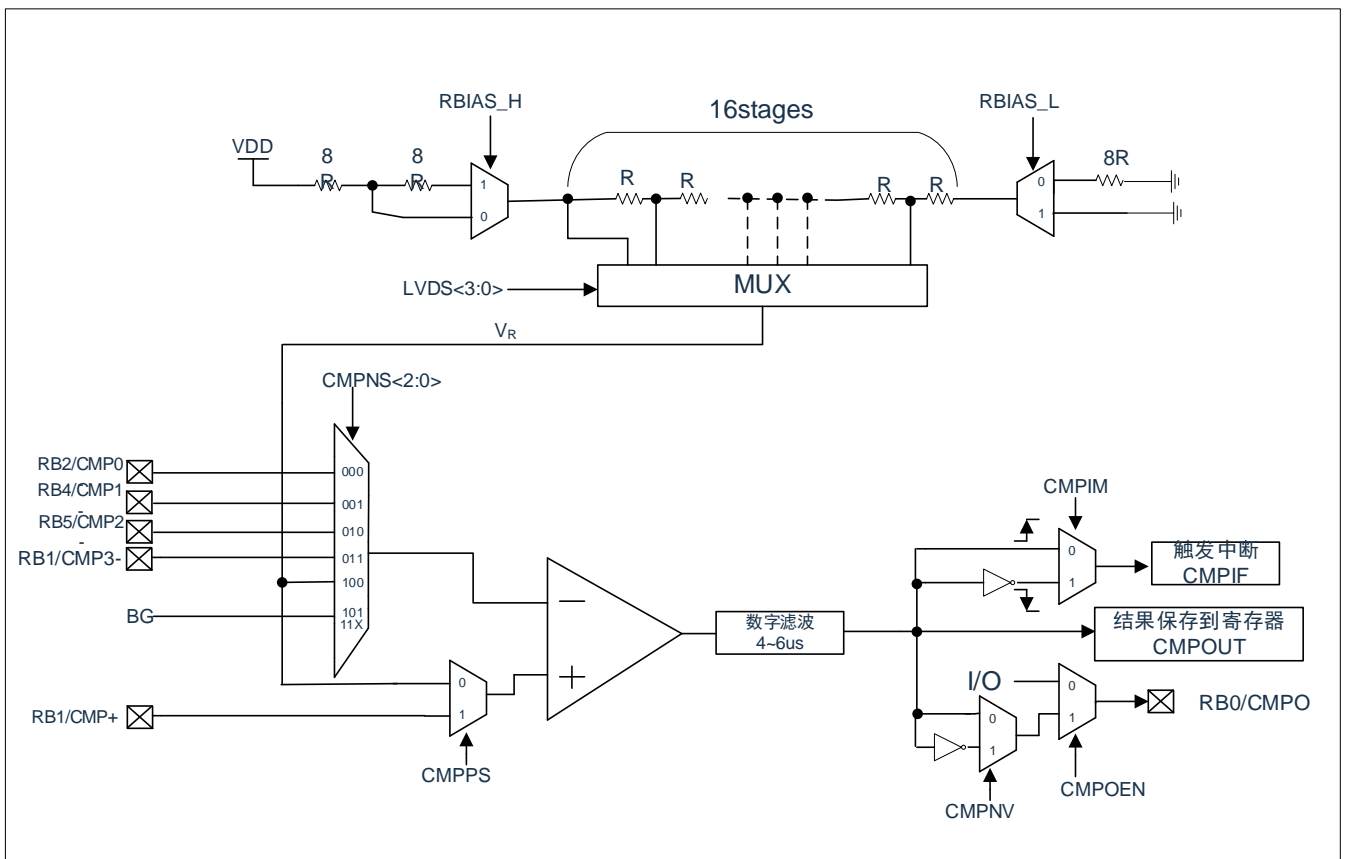 RBIAS_H
16stages
RBIAS_L
VDD
8
R
8
R
1
0
R
R
R
R
0
1
8R
LVDS<3:0>
MUX
VR
CMPNS<2:0>
RB2/CMP0
-
RB4/CMP1
-
RB5/CMP2
-
RB1/CMP3-
BG
000
001
010
011
100
101
11X
RB1/CMP+
0
1
CMPPS
数字滤波
4~6us
CMPIM
0
1
触发中断
CMPIF
结果保存到寄存器
CMPOUT
I/O
0
1
0
1
RB0/CMPO
CMPOEN
CMPNV